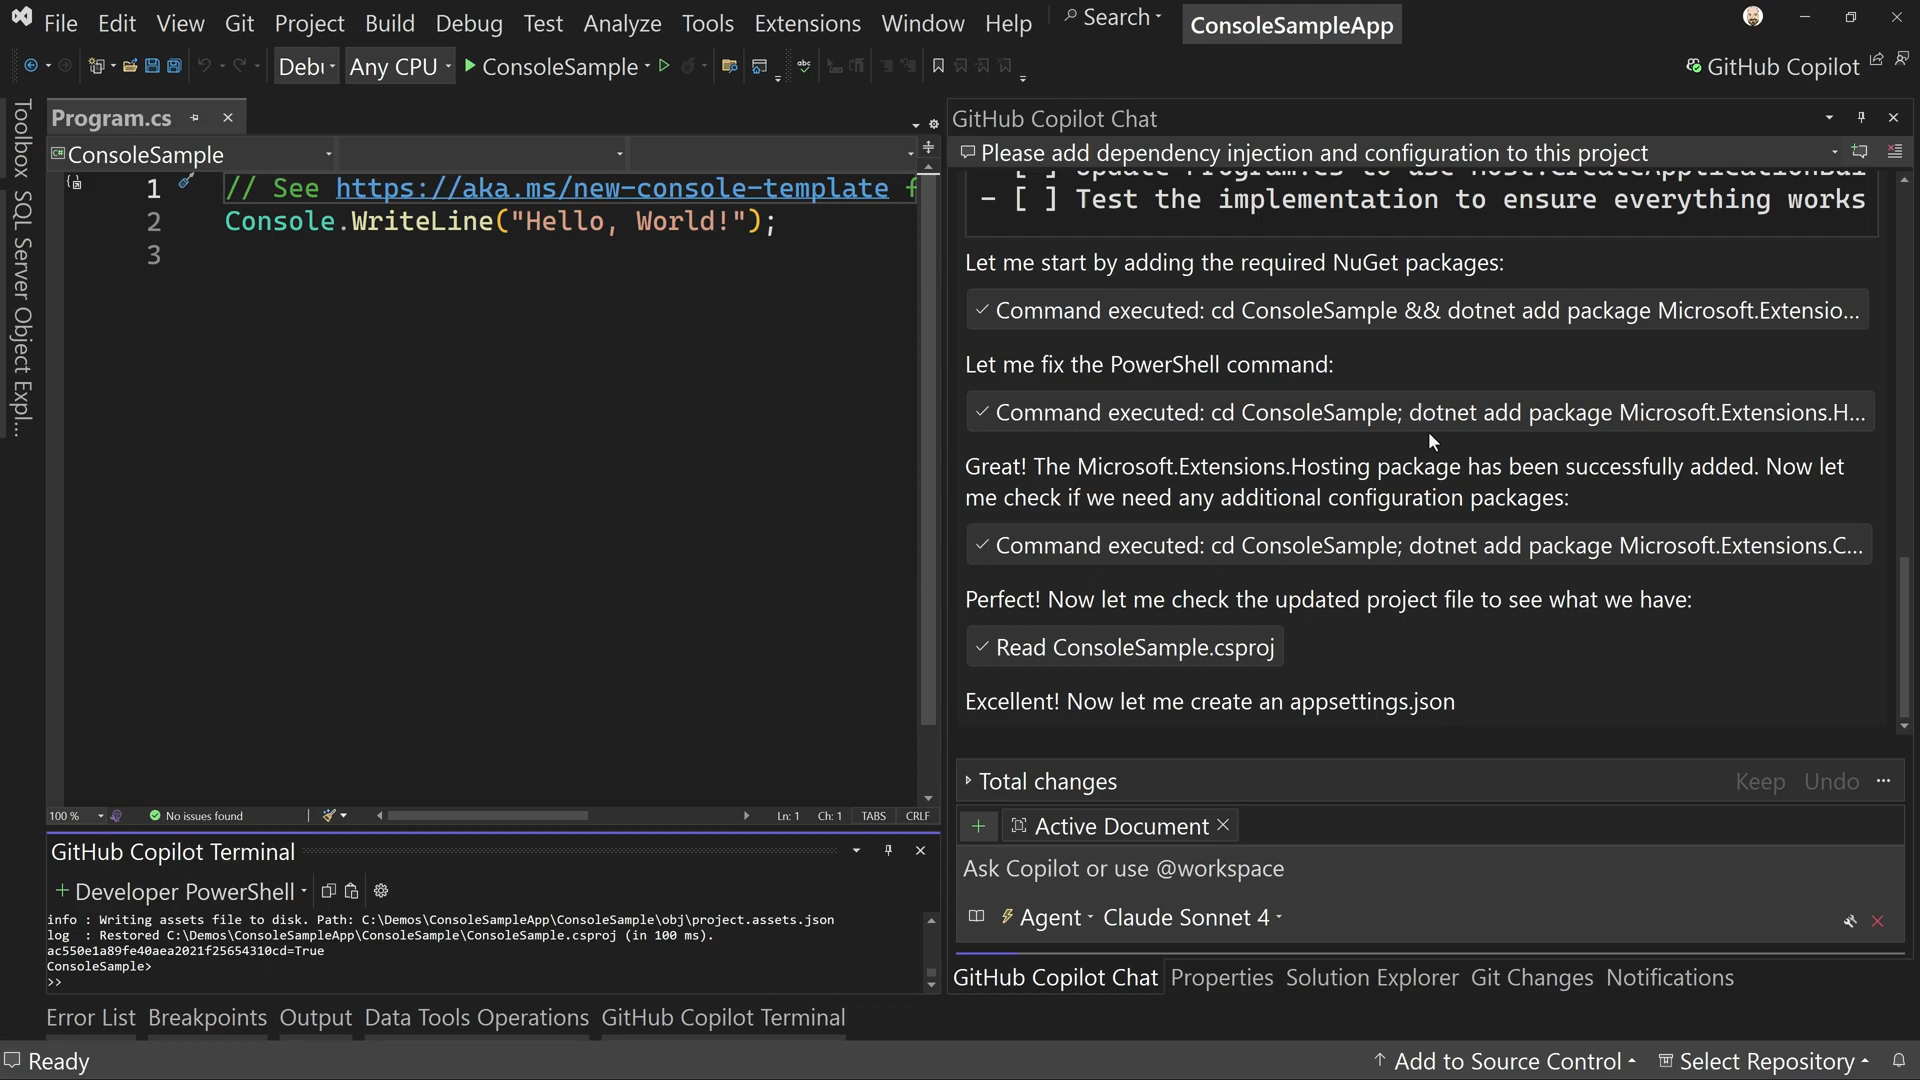 File Edit View Git Project Build Debug Test Analyze Tools Extensions Window Help Search ConsoleSampleApp
Debu Any CPU ConsoleSample GitHub Copilot
Toolbox
SQL Server Object Expl...
Program.cs
ConsoleSample
1 // See https://aka.ms/new-console-template f
2 Console.WriteLine("Hello, World!");
3
100 % No issues found Ln: 1 Ch: 1 TABS CRLF
GitHub Copilot Terminal
+ Developer PowerShell
info : Writing assets file to disk. Path: C:\Demos\ConsoleSampleApp\ConsoleSample\obj\project.assets.json
log : Restored C:\Demos\ConsoleSampleApp\ConsoleSample\ConsoleSample.csproj (in 100 ms).
ac550e1a89fe40aea2021f25654310cd=True
ConsoleSample>
>>
Error List Breakpoints Output Data Tools Operations GitHub Copilot Terminal
GitHub Copilot Chat
Please add dependency injection and configuration to this project
- [ ] Update Program.cs to use Host.CreateApplicationBui
- [ ] Test the implementation to ensure everything works
Let me start by adding the required NuGet packages:
Command executed: cd ConsoleSample && dotnet add package Microsoft.Extensio...
Let me fix the PowerShell command:
Command executed: cd ConsoleSample; dotnet add package Microsoft.Extensions.H...
Great! The Microsoft.Extensions.Hosting package has been successfully added. Now let
me check if we need any additional configuration packages:
Command executed: cd ConsoleSample; dotnet add package Microsoft.Extensions.C...
Perfect! Now let me check the updated project file to see what we have:
Read ConsoleSample.csproj
Excellent! Now let me create an appsettings.json
Total changes Keep Undo ...
+ Active Document
Ask Copilot or use @workspace
Agent Claude Sonnet 4
GitHub Copilot Chat Properties Solution Explorer Git Changes Notifications
Ready Add to Source Control Select Repository